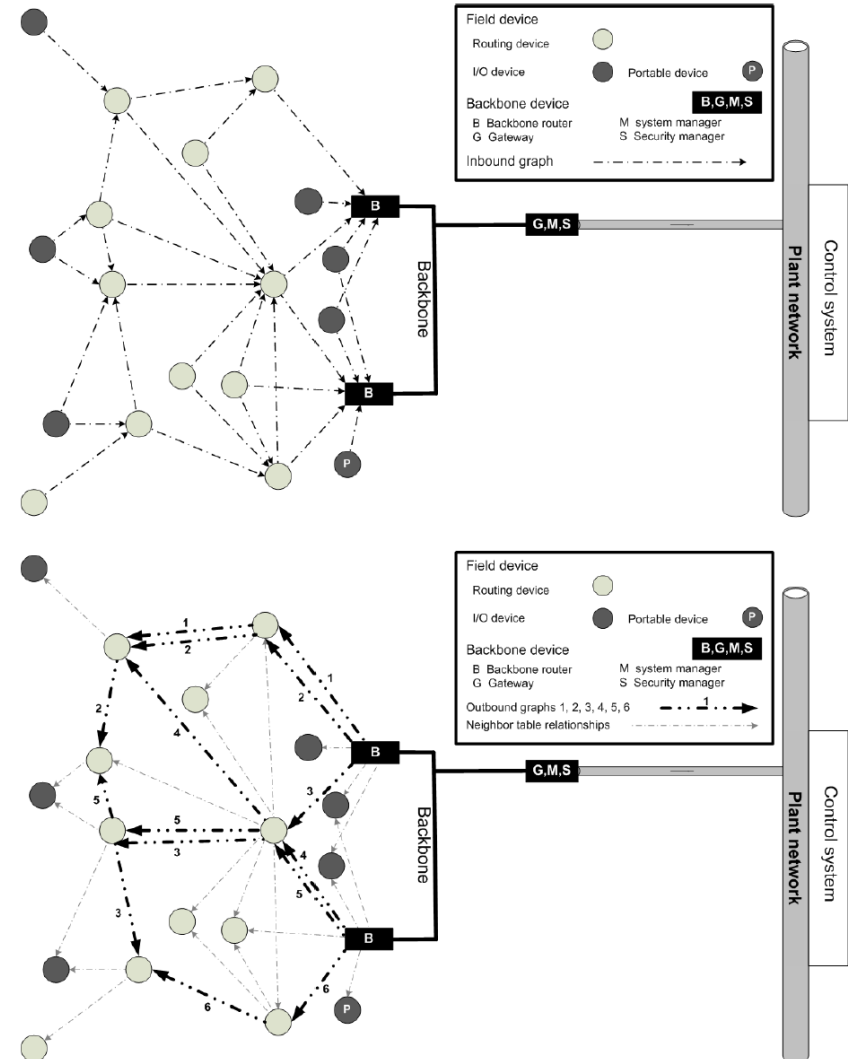 Field device
Routing device
I/O device
Portable device
P
Backbone device
B,G,M,S
B Backbone router
M system manager
G Gateway
S Security manager
Inbound graph
B
G,M,S
Backbone
Plant network
Control system
B
P
Field device
Routing device
I/O device
Portable device
P
Backbone device
B,G,M,S
B Backbone router
M system manager
G Gateway
S Security manager
Outbound graphs 1, 2, 3, 4, 5, 6
1
Neighbor table relationships
1
2
1
2
2
4
B
G,M,S
3
5
5
3
4
5
Backbone
Plant network
Control system
3
B
6
6
P